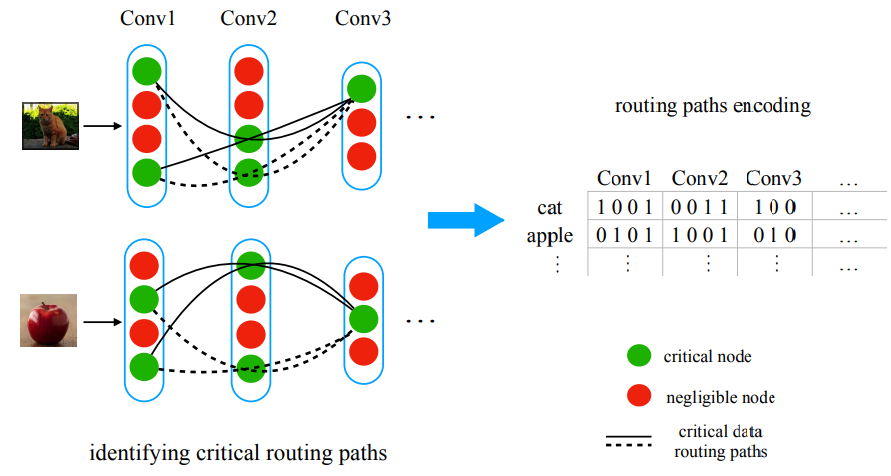 Conv1 Conv2 Conv3
...
routing paths encoding
Conv1 Conv2 Conv3 ...
cat 1 0 0 1 0 0 1 1 1 0 0 ...
apple 0 1 0 1 1 0 0 1 0 1 0 ...
⋮ ⋮ ⋮ ⋮ ...
...
critical node
negligible node
critical data
routing paths
identifying critical routing paths